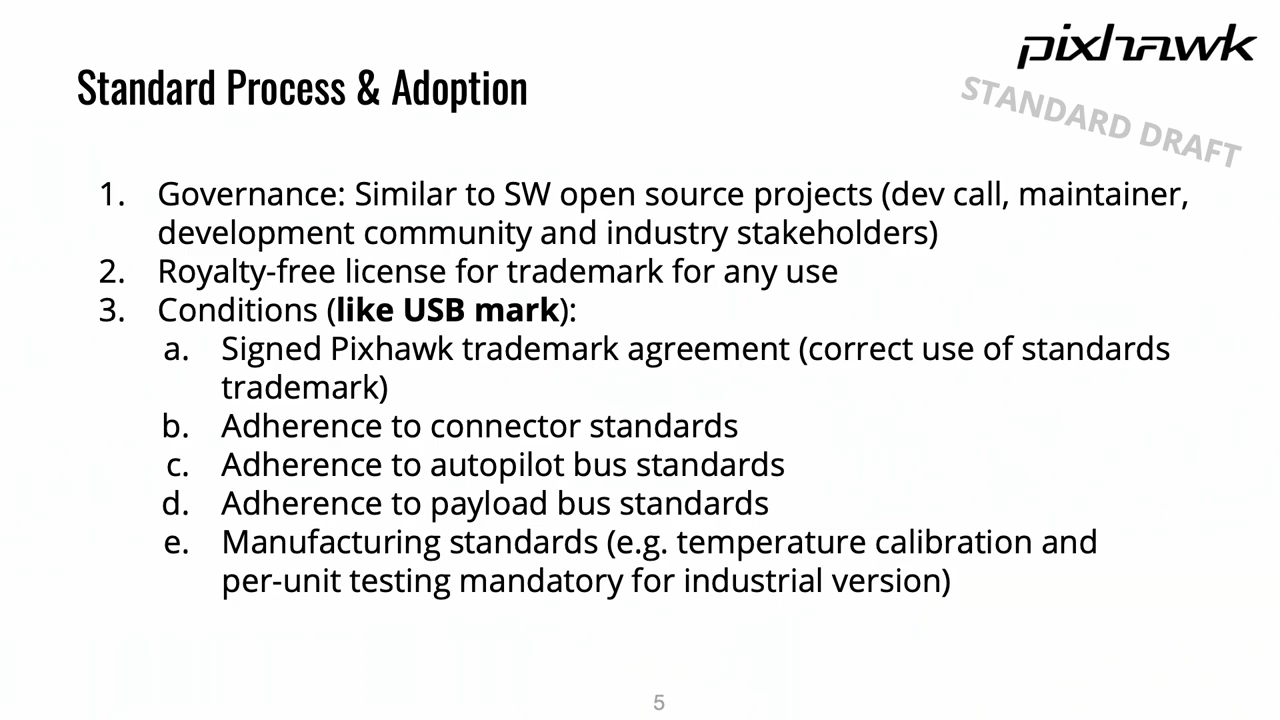 pixhawk
Standard Process & Adoption
STANDARD DRAFT
1. Governance: Similar to SW open source projects (dev call, maintainer,
development community and industry stakeholders)
2. Royalty-free license for trademark for any use
3. Conditions (like USB mark):
a. Signed Pixhawk trademark agreement (correct use of standards
trademark)
b. Adherence to connector standards
c. Adherence to autopilot bus standards
d. Adherence to payload bus standards
e. Manufacturing standards (e.g. temperature calibration and
per-unit testing mandatory for industrial version)
5